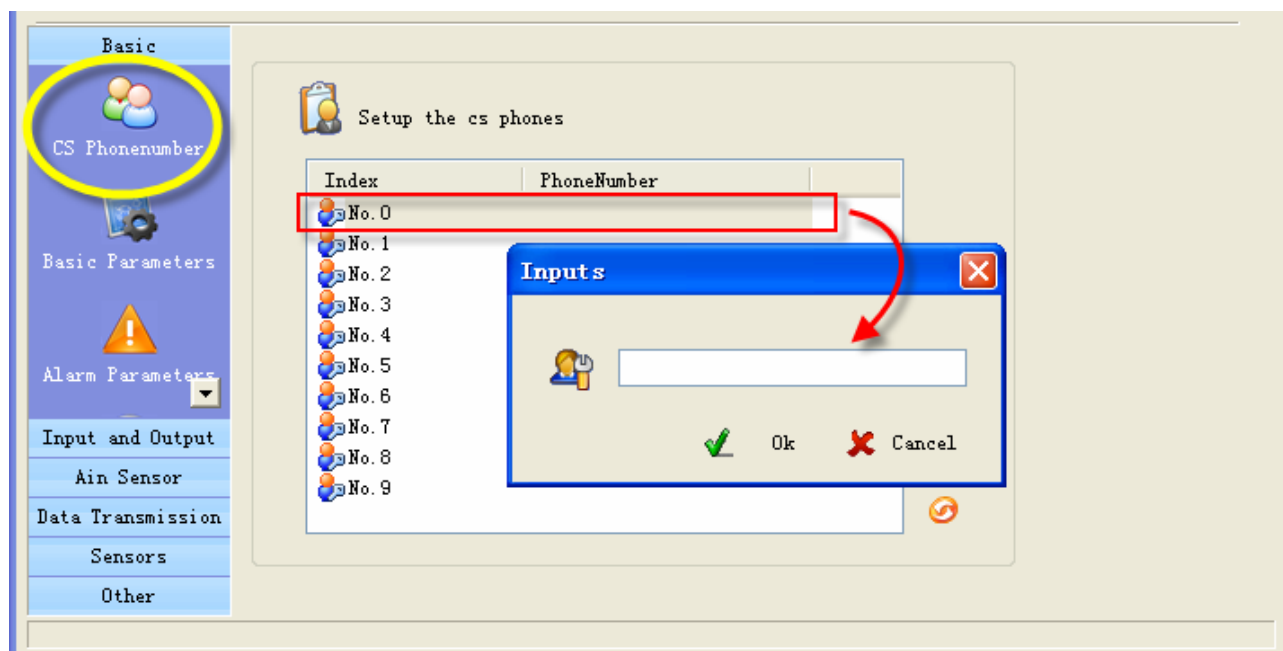 Basic
CS Phonenumber
Basic Parameters
Alarm Parameters
Input and Output
Ain Sensor
Data Transmission
Sensors
Other
Setup the cs phones
Index PhoneNumber
No. 0
No. 1
No. 2
No. 3
No. 4
No. 5
No. 6
No. 7
No. 8
No. 9
Inputs
Ok Cancel